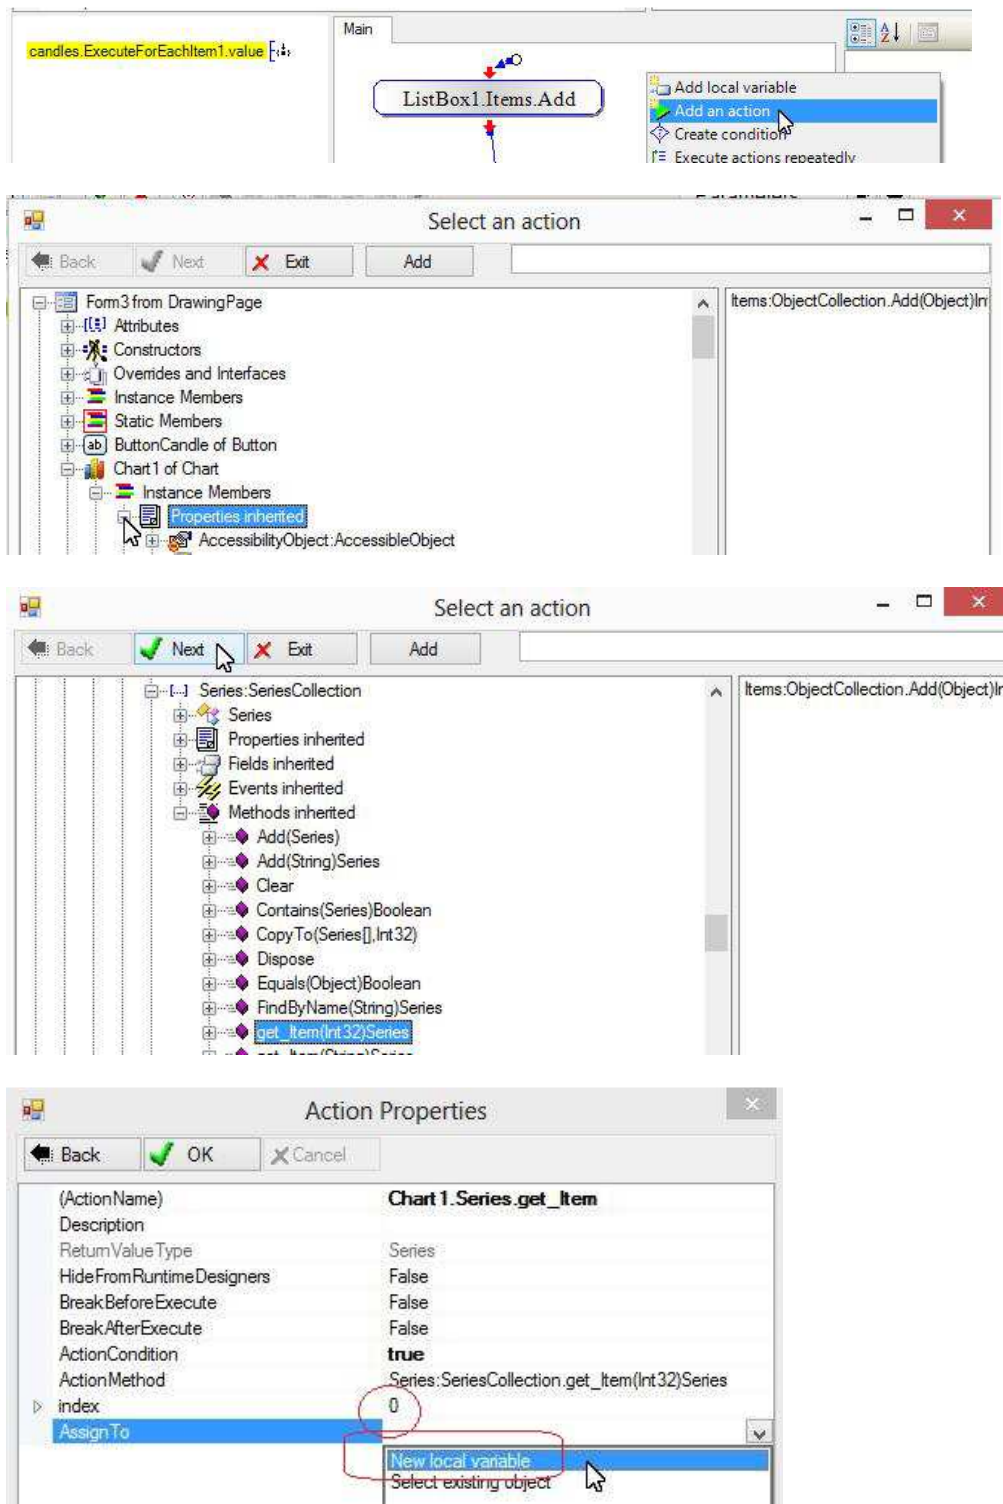 Main
candles.ExecuteForEachItem1.value
ListBox1.Items.Add
Add local variable
Add an action
Create condition
Execute actions repeatedly
Select an action
Back Next Exit Add
Form3 from DrawingPage
Items:ObjectCollection.Add(Object)In
Attributes
Constructors
Overrides and Interfaces
Instance Members
Static Members
ab ButtonCandle of Button
Chart1 of Chart
Instance Members
Properties inherited
AccessibilityObject:AccessibleObject
Select an action
Back Next Exit Add
Series:SeriesCollection
Items:ObjectCollection.Add(Object)Ir
Series
Properties inherited
Fields inherited
Events inherited
Methods inherited
Add(Series)
Add(String)Series
Clear
Contains(Series)Boolean
CopyTo(Series[],Int32)
Dispose
Equals(Object)Boolean
FindByName(String)Series
get_Item(Int32)Series
get_Item(String)Series
Action Properties
Back OK Cancel
(ActionName) Chart1.Series.get_Item
Description
ReturnValueType Series
HideFromRuntimeDesigners False
BreakBeforeExecute False
BreakAfterExecute False
ActionCondition true
ActionMethod Series:SeriesCollection.get_Item(Int32)Series
index 0
AssignTo
New local variable
Select existing object